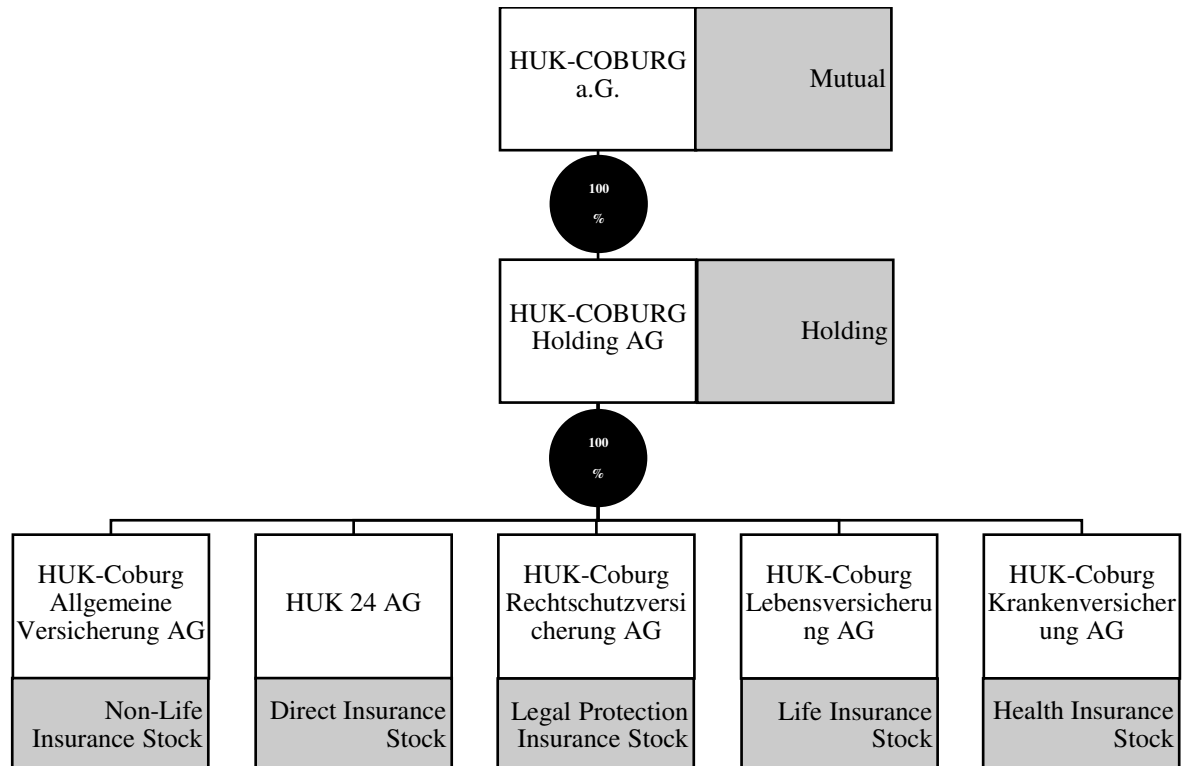 HUK-COBURG
a.G.
Mutual
100
%
HUK-COBURG
Holding AG
Holding
100
%
HUK-Coburg
Allgemeine
Versicherung AG
Non-Life
Insurance Stock
HUK 24 AG
Direct Insurance
Stock
HUK-Coburg
Rechtschutzversi
cherung AG
Legal Protection
Insurance Stock
HUK-Coburg
Lebensversicheru
ng AG
Life Insurance
Stock
HUK-Coburg
Krankenversicher
ung AG
Health Insurance
Stock